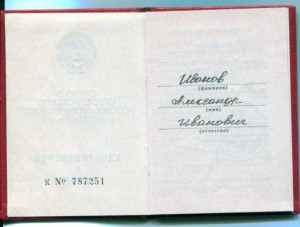 К № 787251
Иванов
(фамилия)
Александр
(имя)
Иванович
(отчество)